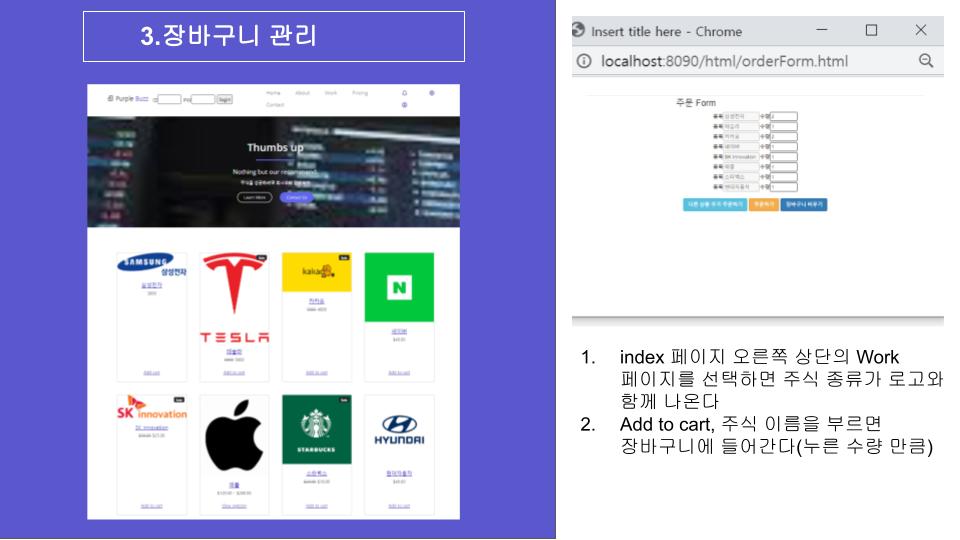 3.장바구니 관리
Purple Buzz
login
Home About Work Pricing
Contact
Thumbs up
Nothing but our recommend
Learn More
Contact Us
SAMSUNG
삼성전자
삼성전자
Add cart
TESLA
테슬라
Add to cart
kakao
카카오
Add to cart
N
네이버
$45.00
Add to cart
SK innovation
SK innovation
$25.00
Add to cart
애플
View option
STARBUCKS
스타벅스
Add to cart
HYUNDAI
현대자동차
Add to cart
Insert title here - Chrome
localhost:8090/html/orderForm.html
주문 Form
종목 삼성전자 수량 2
종목 테슬라 수량 1
종목 카카오 수량 2
종목 네이버 수량 1
종목 SK innovation 수량 1
종목 애플 수량 1
종목 스타벅스 수량 1
종목 현대자동차 수량 1
다른 상품 추가 주문하기 주문하기 장바구니 비우기
1. index 페이지 오른쪽 상단의 Work
페이지를 선택하면 주식 종류가 로고와
함께 나온다
2. Add to cart, 주식 이름을 부르면
장바구니에 들어간다(누른 수량 만큼)